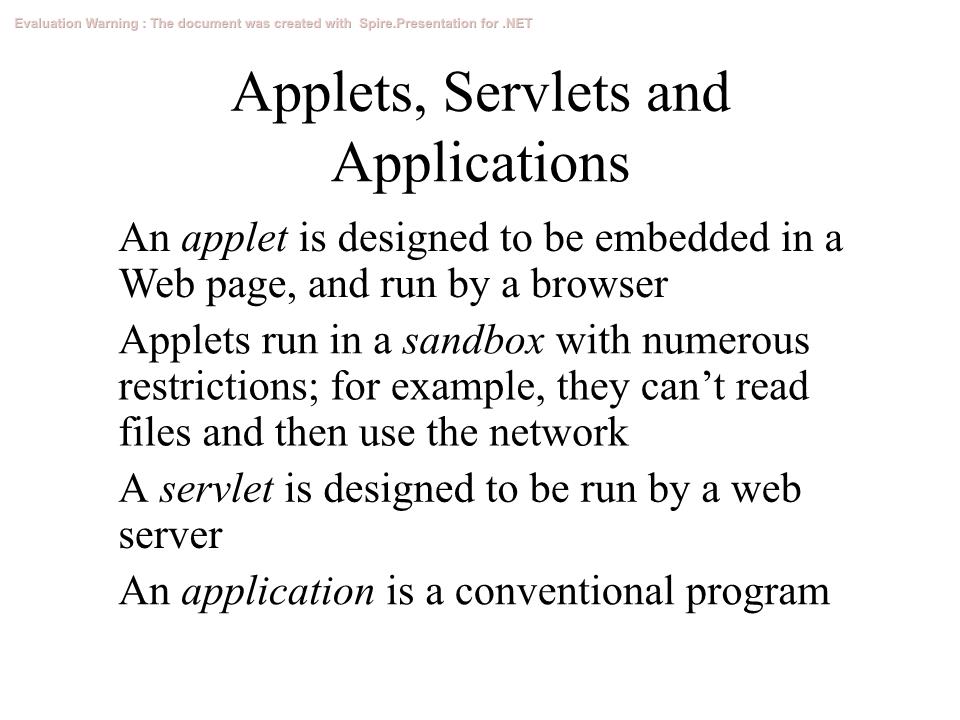 Evaluation Warning : The document was created with Spire.Presentation for .NET
Applets, Servlets and
Applications
An applet is designed to be embedded in a
Web page, and run by a browser
Applets run in a sandbox with numerous
restrictions; for example, they can’t read
files and then use the network
A servlet is designed to be run by a web
server
An application is a conventional program